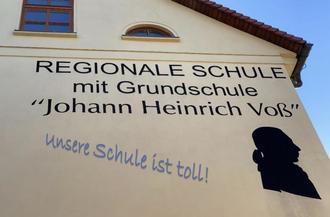 REGIONALE SCHULE
mit Grundschule
"Johann Heinrich Voß"
Unsere Schule ist toll!